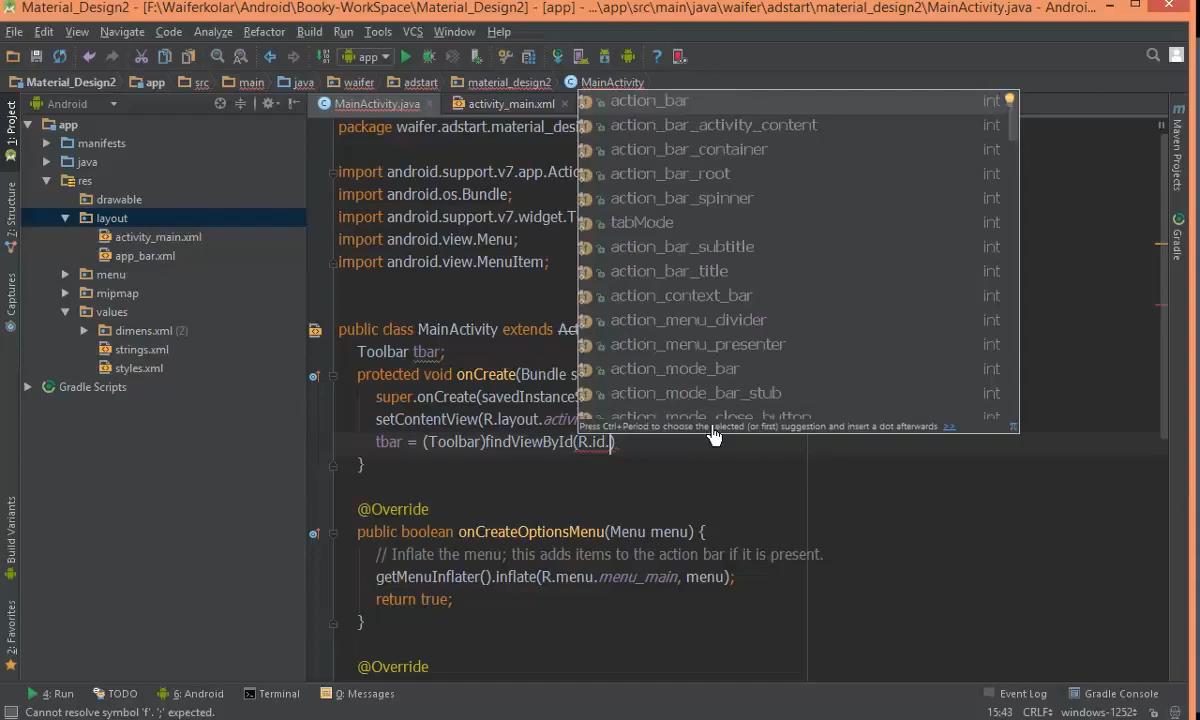 Material_Design2 - [F:\Waiferkolar\Android\Booky-WorkSpace\Material_Design2] - [app] - ...\app\src\main\java\waifer\adstart\material_design2\MainActivity.java - Android S...
File Edit View Navigate Code Analyze Refactor Build Run Tools VCS Window Help
app
Material_Design2 app src main java waifer adstart material_design2 MainActivity
Android
MainActivity.java activity_main.xml
1: Project
Z: Structure
Captures
Build Variants
2: Favorites
Maven Projects
Gradle
app
manifests
java
res
drawable
layout
activity_main.xml
app_bar.xml
menu
mipmap
values
dimens.xml (2)
strings.xml
styles.xml
Gradle Scripts
package waifer.adstart.material_des
import android.support.v7.app.Actio
import android.os.Bundle;
import android.support.v7.widget.T
import android.view.Menu;
import android.view.MenuItem;
public class MainActivity extends Act
Toolbar tbar;
protected void onCreate(Bundle s
super.onCreate(savedInstanceS
setContentView(R.layout.activi
tbar = (Toolbar)findViewById(R.id.)
}
@Override
public boolean onCreateOptionsMenu(Menu menu) {
// Inflate the menu; this adds items to the action bar if it is present.
getMenuInflater().inflate(R.menu.menu_main, menu);
return true;
}
@Override
action_bar int
action_bar_activity_content int
action_bar_container int
action_bar_root int
action_bar_spinner int
tabMode int
action_bar_subtitle int
action_bar_title int
action_context_bar int
action_menu_divider int
action_menu_presenter int
action_mode_bar int
action_mode_bar_stub int
action_mode_close_button int
Press Ctrl+Period to choose the selected (or first) suggestion and insert a dot afterwards >> π
4: Run TODO 6: Android Terminal 0: Messages Event Log Gradle Console
Cannot resolve symbol 'f'. ';' expected. 15:43 CRLF÷ windows-1252÷